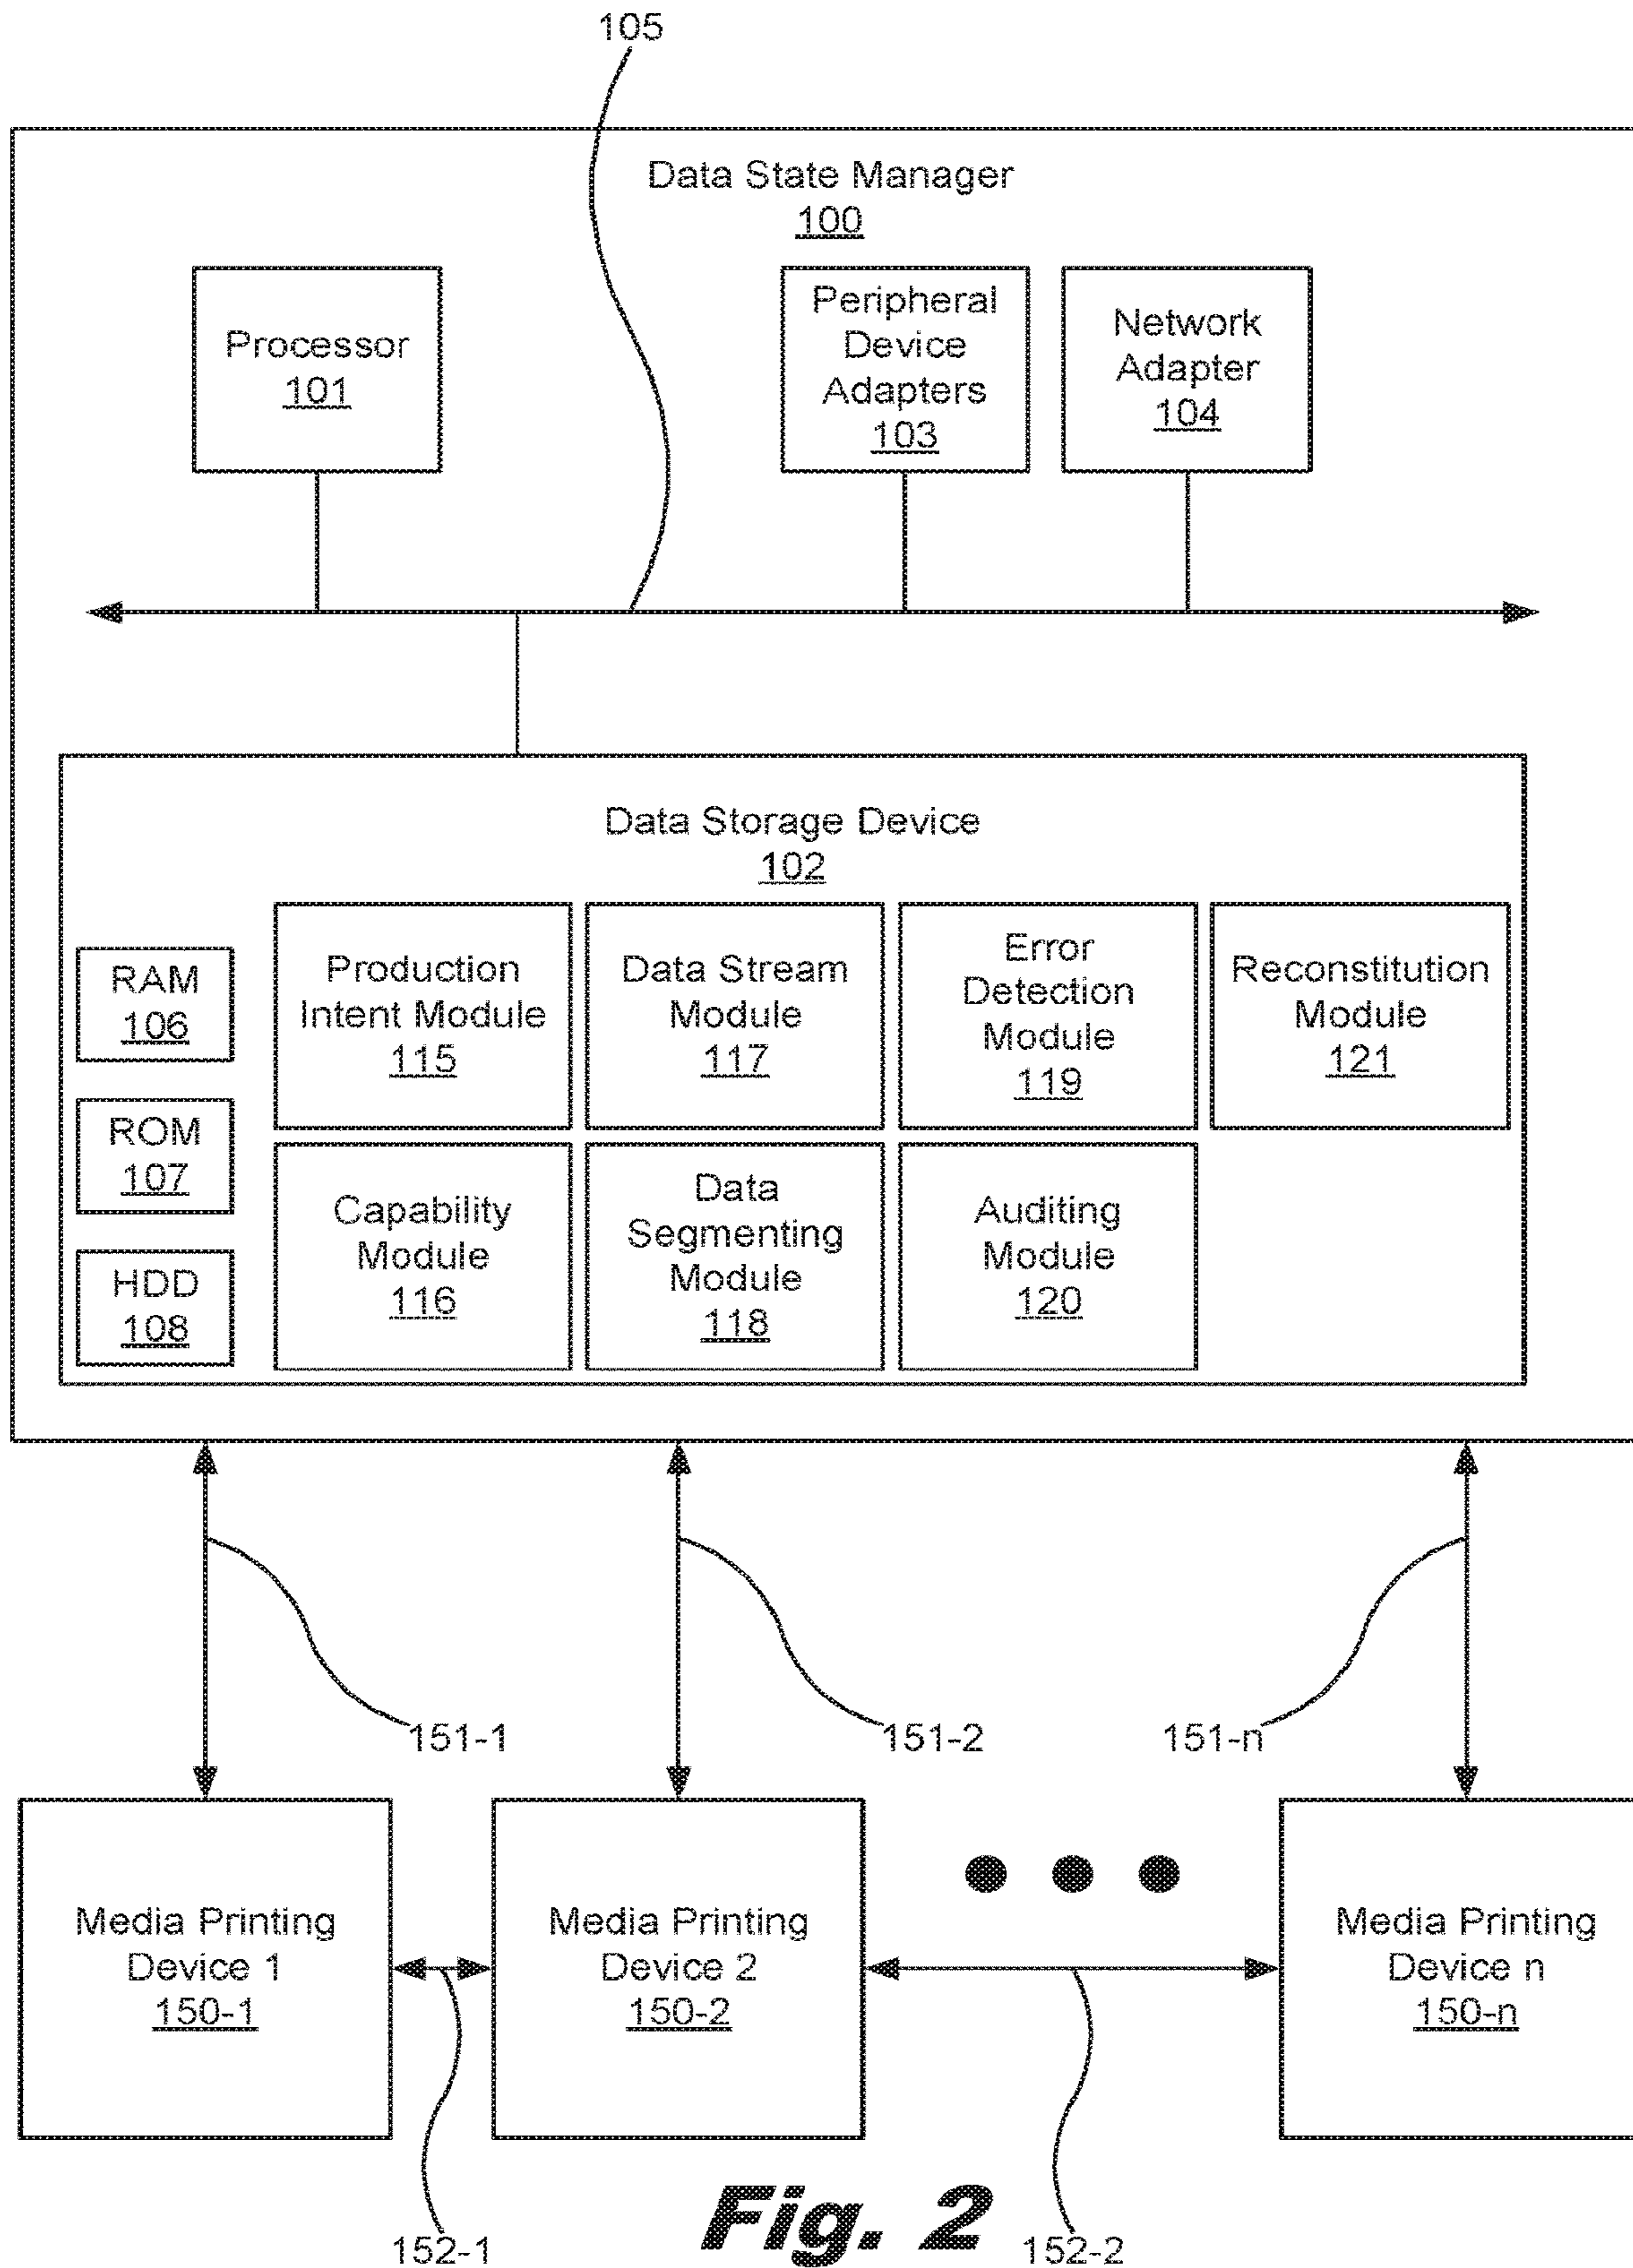 105
Data State Manager
100
Processor
101
Peripheral
Device
Adapters
103
Network
Adapter
104
Data Storage Device
102
RAM
106
ROM
107
HDD
108
Production
Intent Module
115
Data Stream
Module
117
Error
Detection
Module
119
Reconstitution
Module
121
Capability
Module
116
Data
Segmenting
Module
118
Auditing
Module
120
151-1
151-2
151-n
Media Printing
Device 1
150-1
Media Printing
Device 2
150-2
Media Printing
Device n
150-n
152-1
Fig. 2
152-2